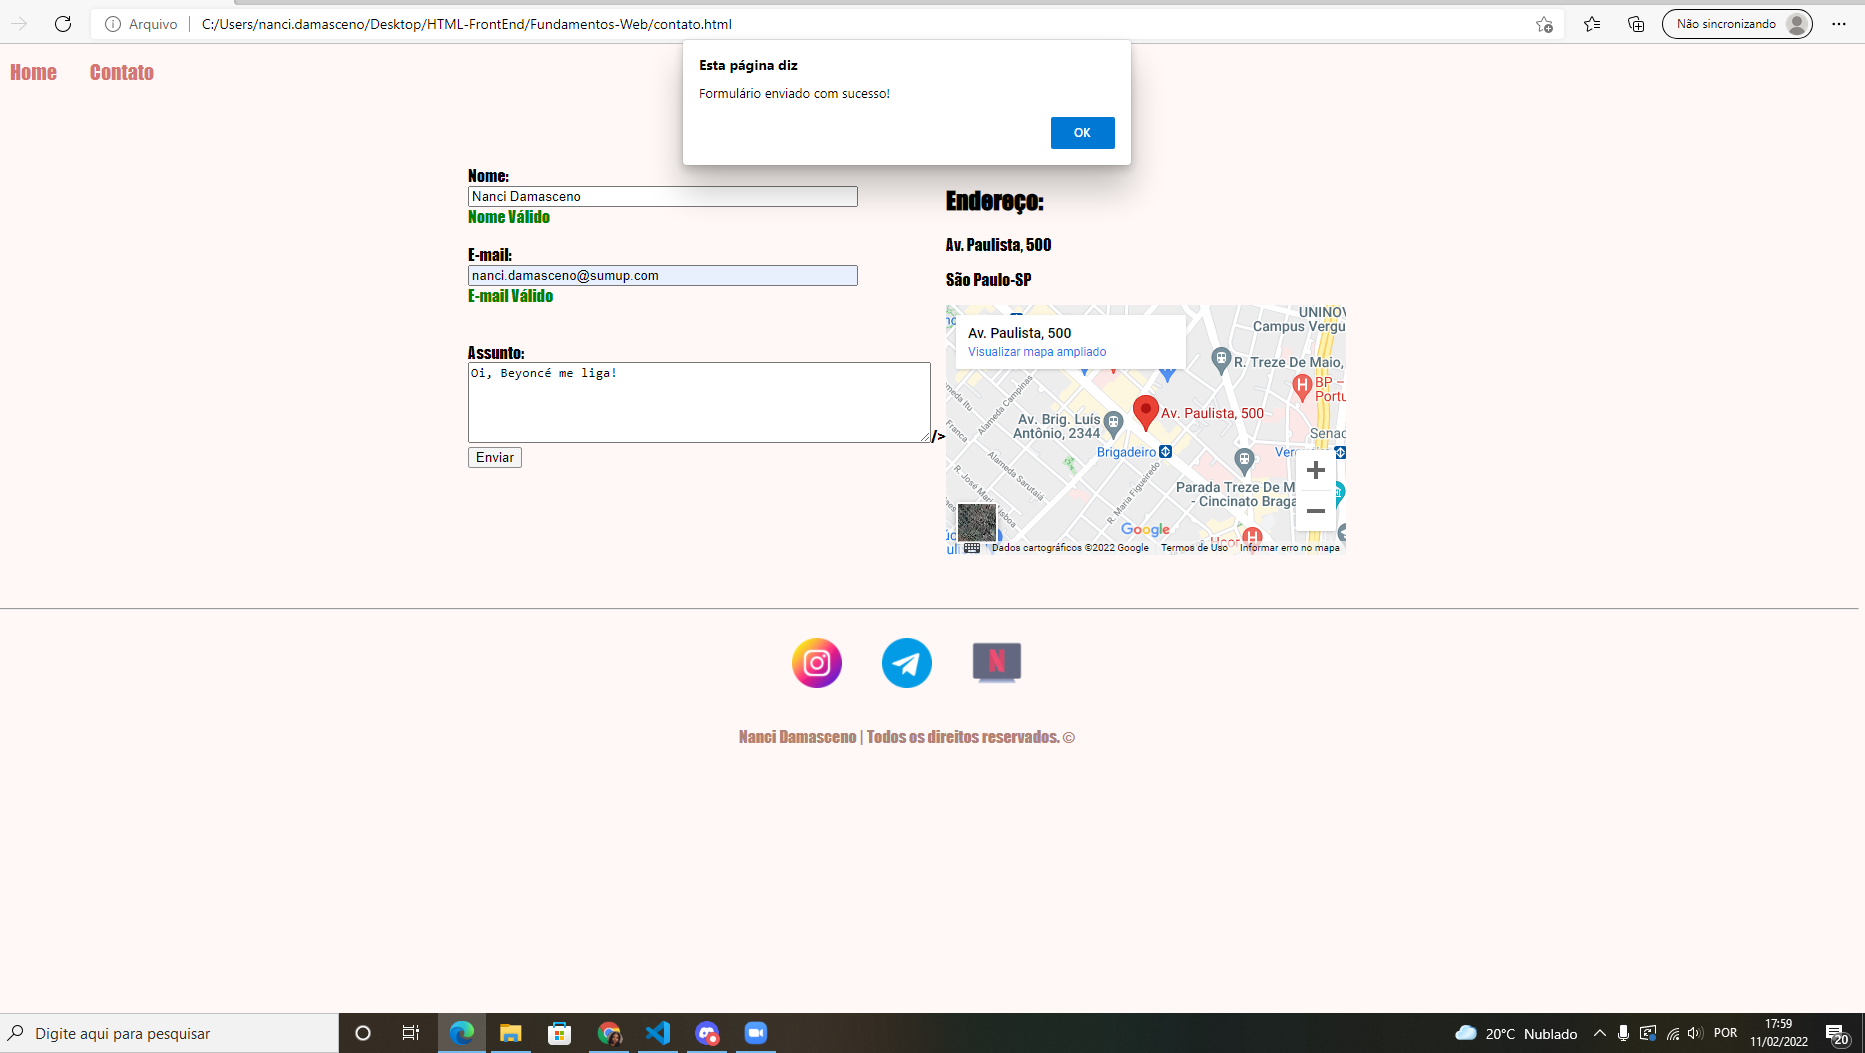 Arquivo
C:/Users/nanci.damasceno/Desktop/HTML-FrontEnd/Fundamentos-Web/contato.html
Não sincronizando
Home
Contato
Esta página diz
Formulário enviado com sucesso!
OK
Nome:
Nanci Damasceno
Nome Válido
E-mail:
nanci.damasceno@sumup.com
E-mail Válido
Assunto:
Oi, Beyoncé me liga!
/>
Enviar
Endereço:
Av. Paulista, 500
São Paulo-SP
Av. Paulista, 500
Visualizar mapa ampliado
UNINOV
Campus Vergu
R. Treze De Maio,
BP –
Portu
Alameda Campinas
Av. Paulista, 500
Av. Brig. Luís
Antônio, 2344
Senac
Brigadeiro
Alameda Sarutaiá
R. Maria Figueiredo
Parada Treze De M
- Cincinato Braga
Google
Dados cartográficos ©2022 Google
Termos de Uso
Informar erro no mapa
N
Nanci Damasceno | Todos os direitos reservados. ©
Digite aqui para pesquisar
20°C Nublado
POR
17:59
11/02/2022
20